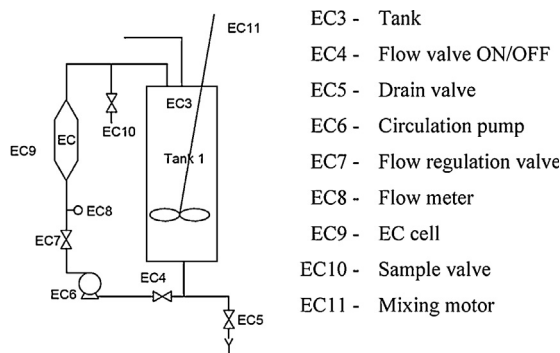 EC11
EC3
EC10
EC
EC9
Tank 1
EC8
EC7
EC4
EC6
EC5
EC3 - Tank
EC4 - Flow valve ON/OFF
EC5 - Drain valve
EC6 - Circulation pump
EC7 - Flow regulation valve
EC8 - Flow meter
EC9 - EC cell
EC10 - Sample valve
EC11 - Mixing motor